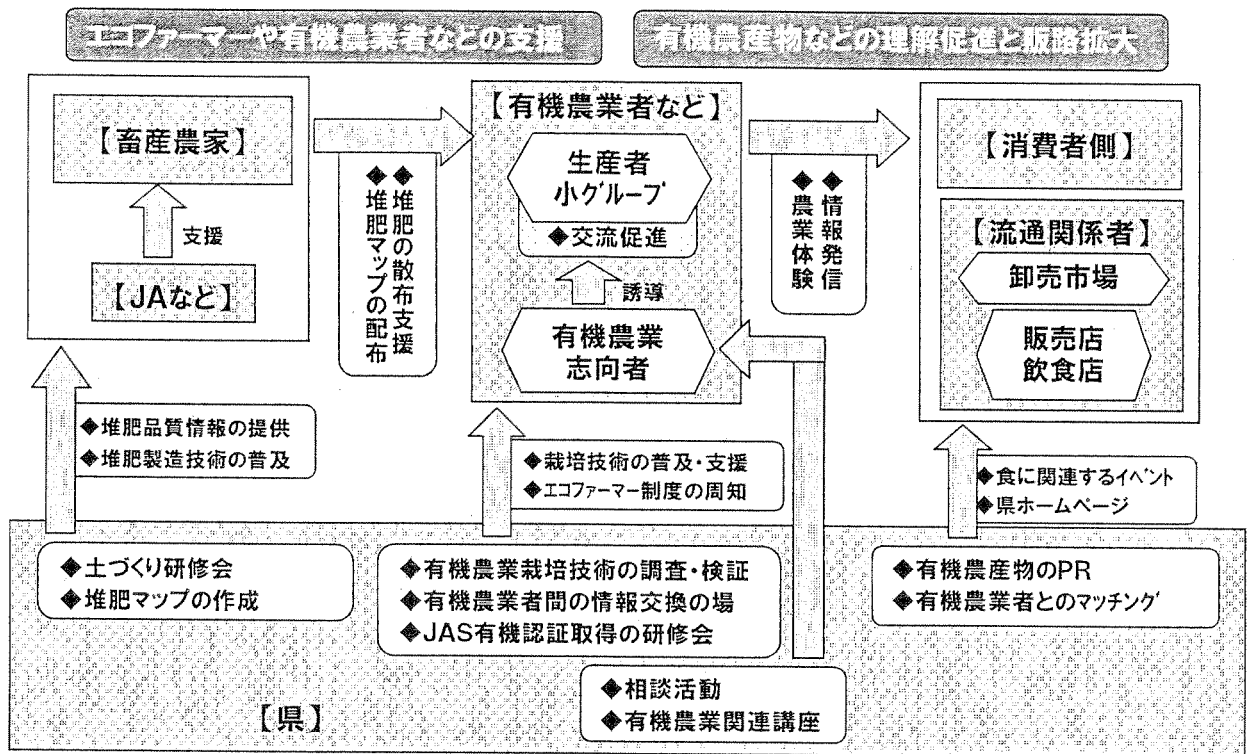 エコファーマーや有機農業者などの支援
有機農産物などの理解促進と販路拡大
【畜産農家】
支援
【JAなど】
◆堆肥の散布支援
◆堆肥マップの配布
【有機農業者など】
生産者
小グループ
◆交流促進
誘導
有機農業
志向者
◆情報発信
◆農業体験
【消費者側】
【流通関係者】
卸売市場
販売店
飲食店
◆堆肥品質情報の提供
◆堆肥製造技術の普及
◆栽培技術の普及・支援
◆エコファーマー制度の周知
◆食に関連するイベント
◆県ホームページ
◆土づくり研修会
◆堆肥マップの作成
◆有機農業栽培技術の調査・検証
◆有機農業者間の情報交換の場
◆JAS有機認証取得の研修会
◆有機農産物のPR
◆有機農業者とのマッチング
◆相談活動
◆有機農業関連講座
【県】